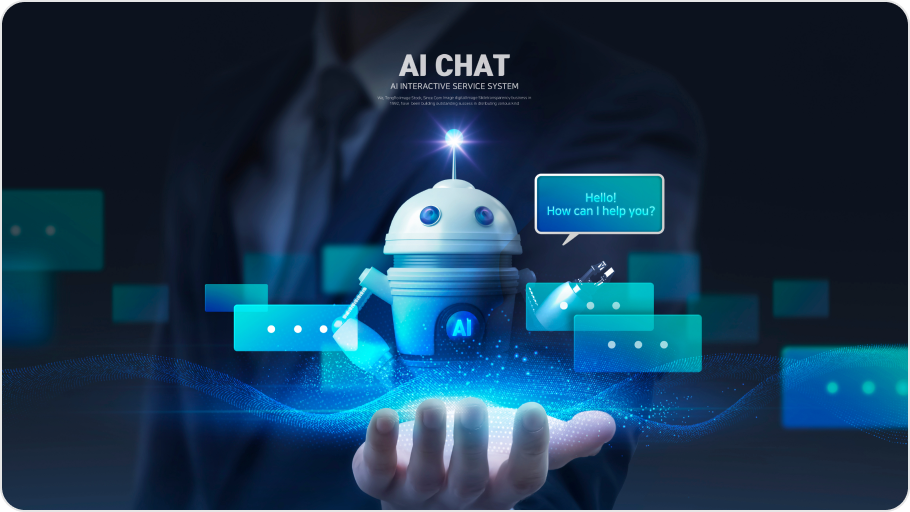 AI CHAT
AI INTERACTIVE SERVICE SYSTEM
Hello!
How can I help you?
AI